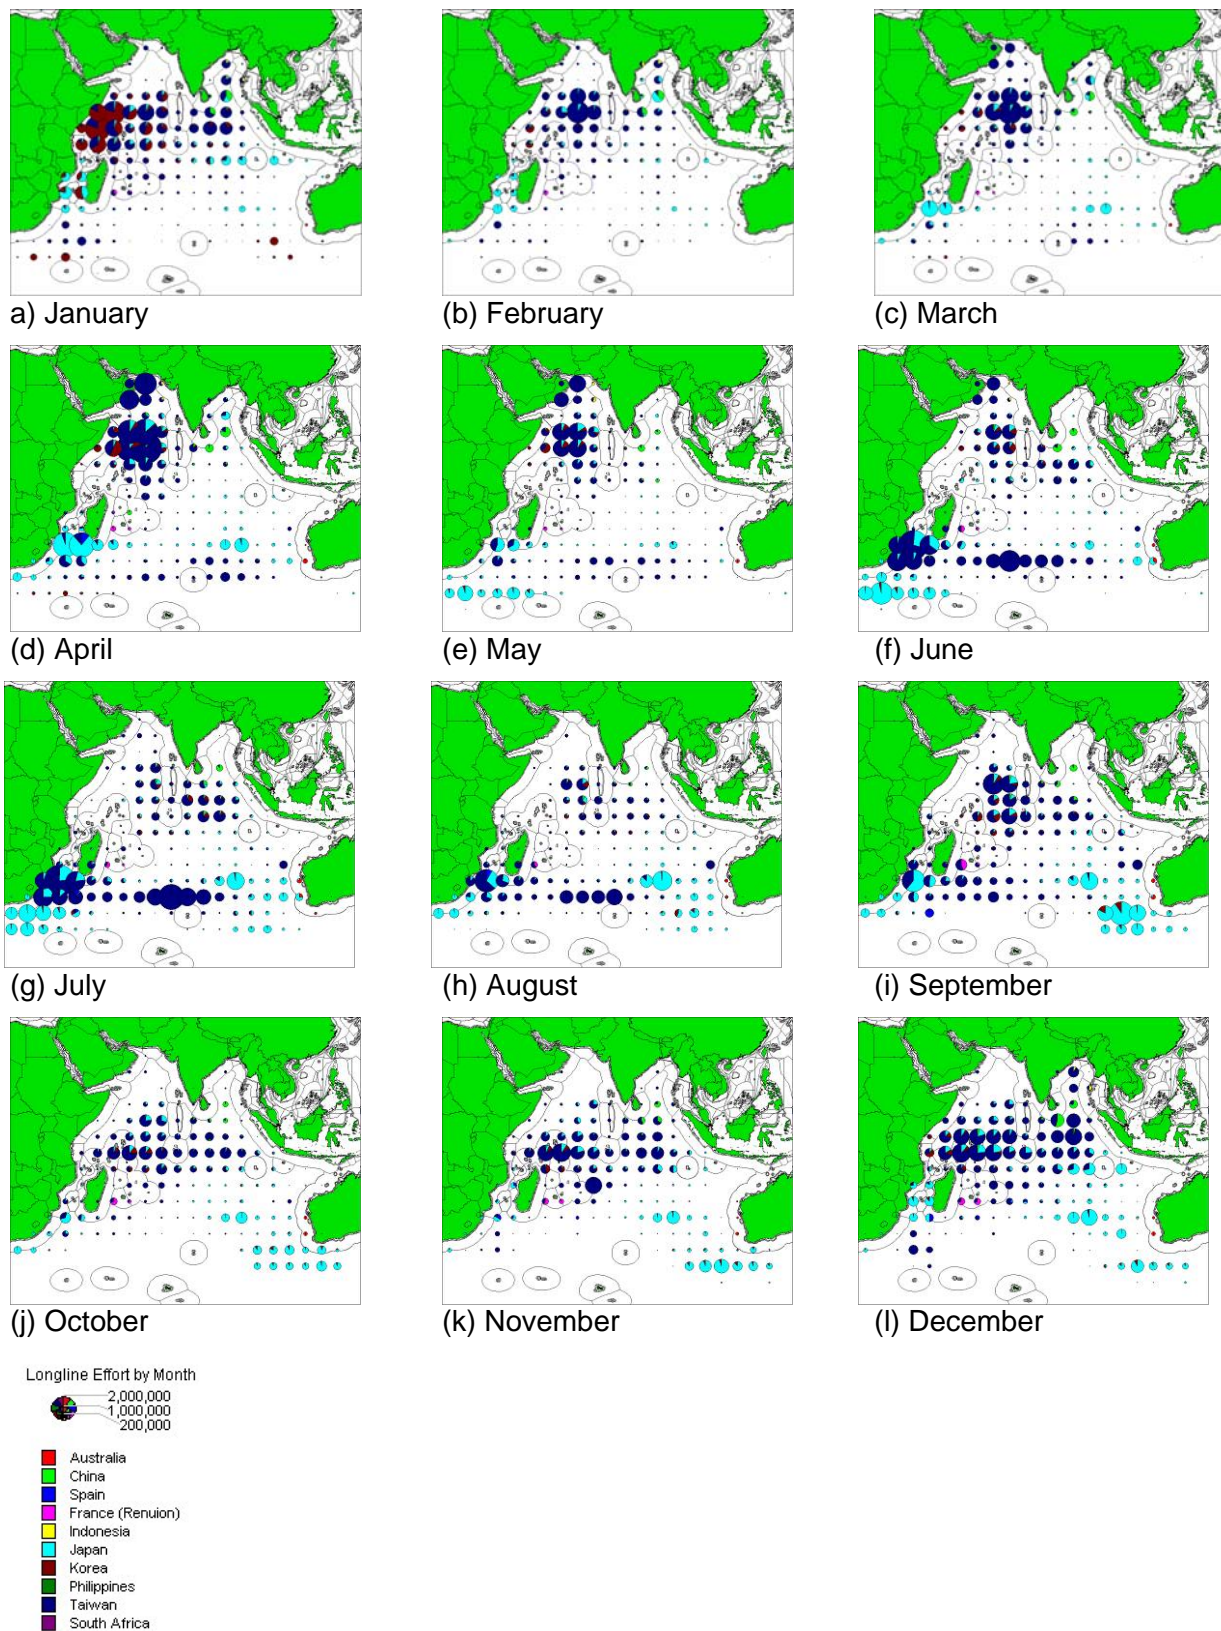 a) January
(b) February
(c) March
(d) April
(e) May
(f) June
(g) July
(h) August
(i) September
(j) October
(k) November
(l) December
Longline Effort by Month
2,000,000
1,000,000
200,000
Australia
China
Spain
France (Renuion)
Indonesia
Japan
Korea
Philippines
Taiwan
South Africa